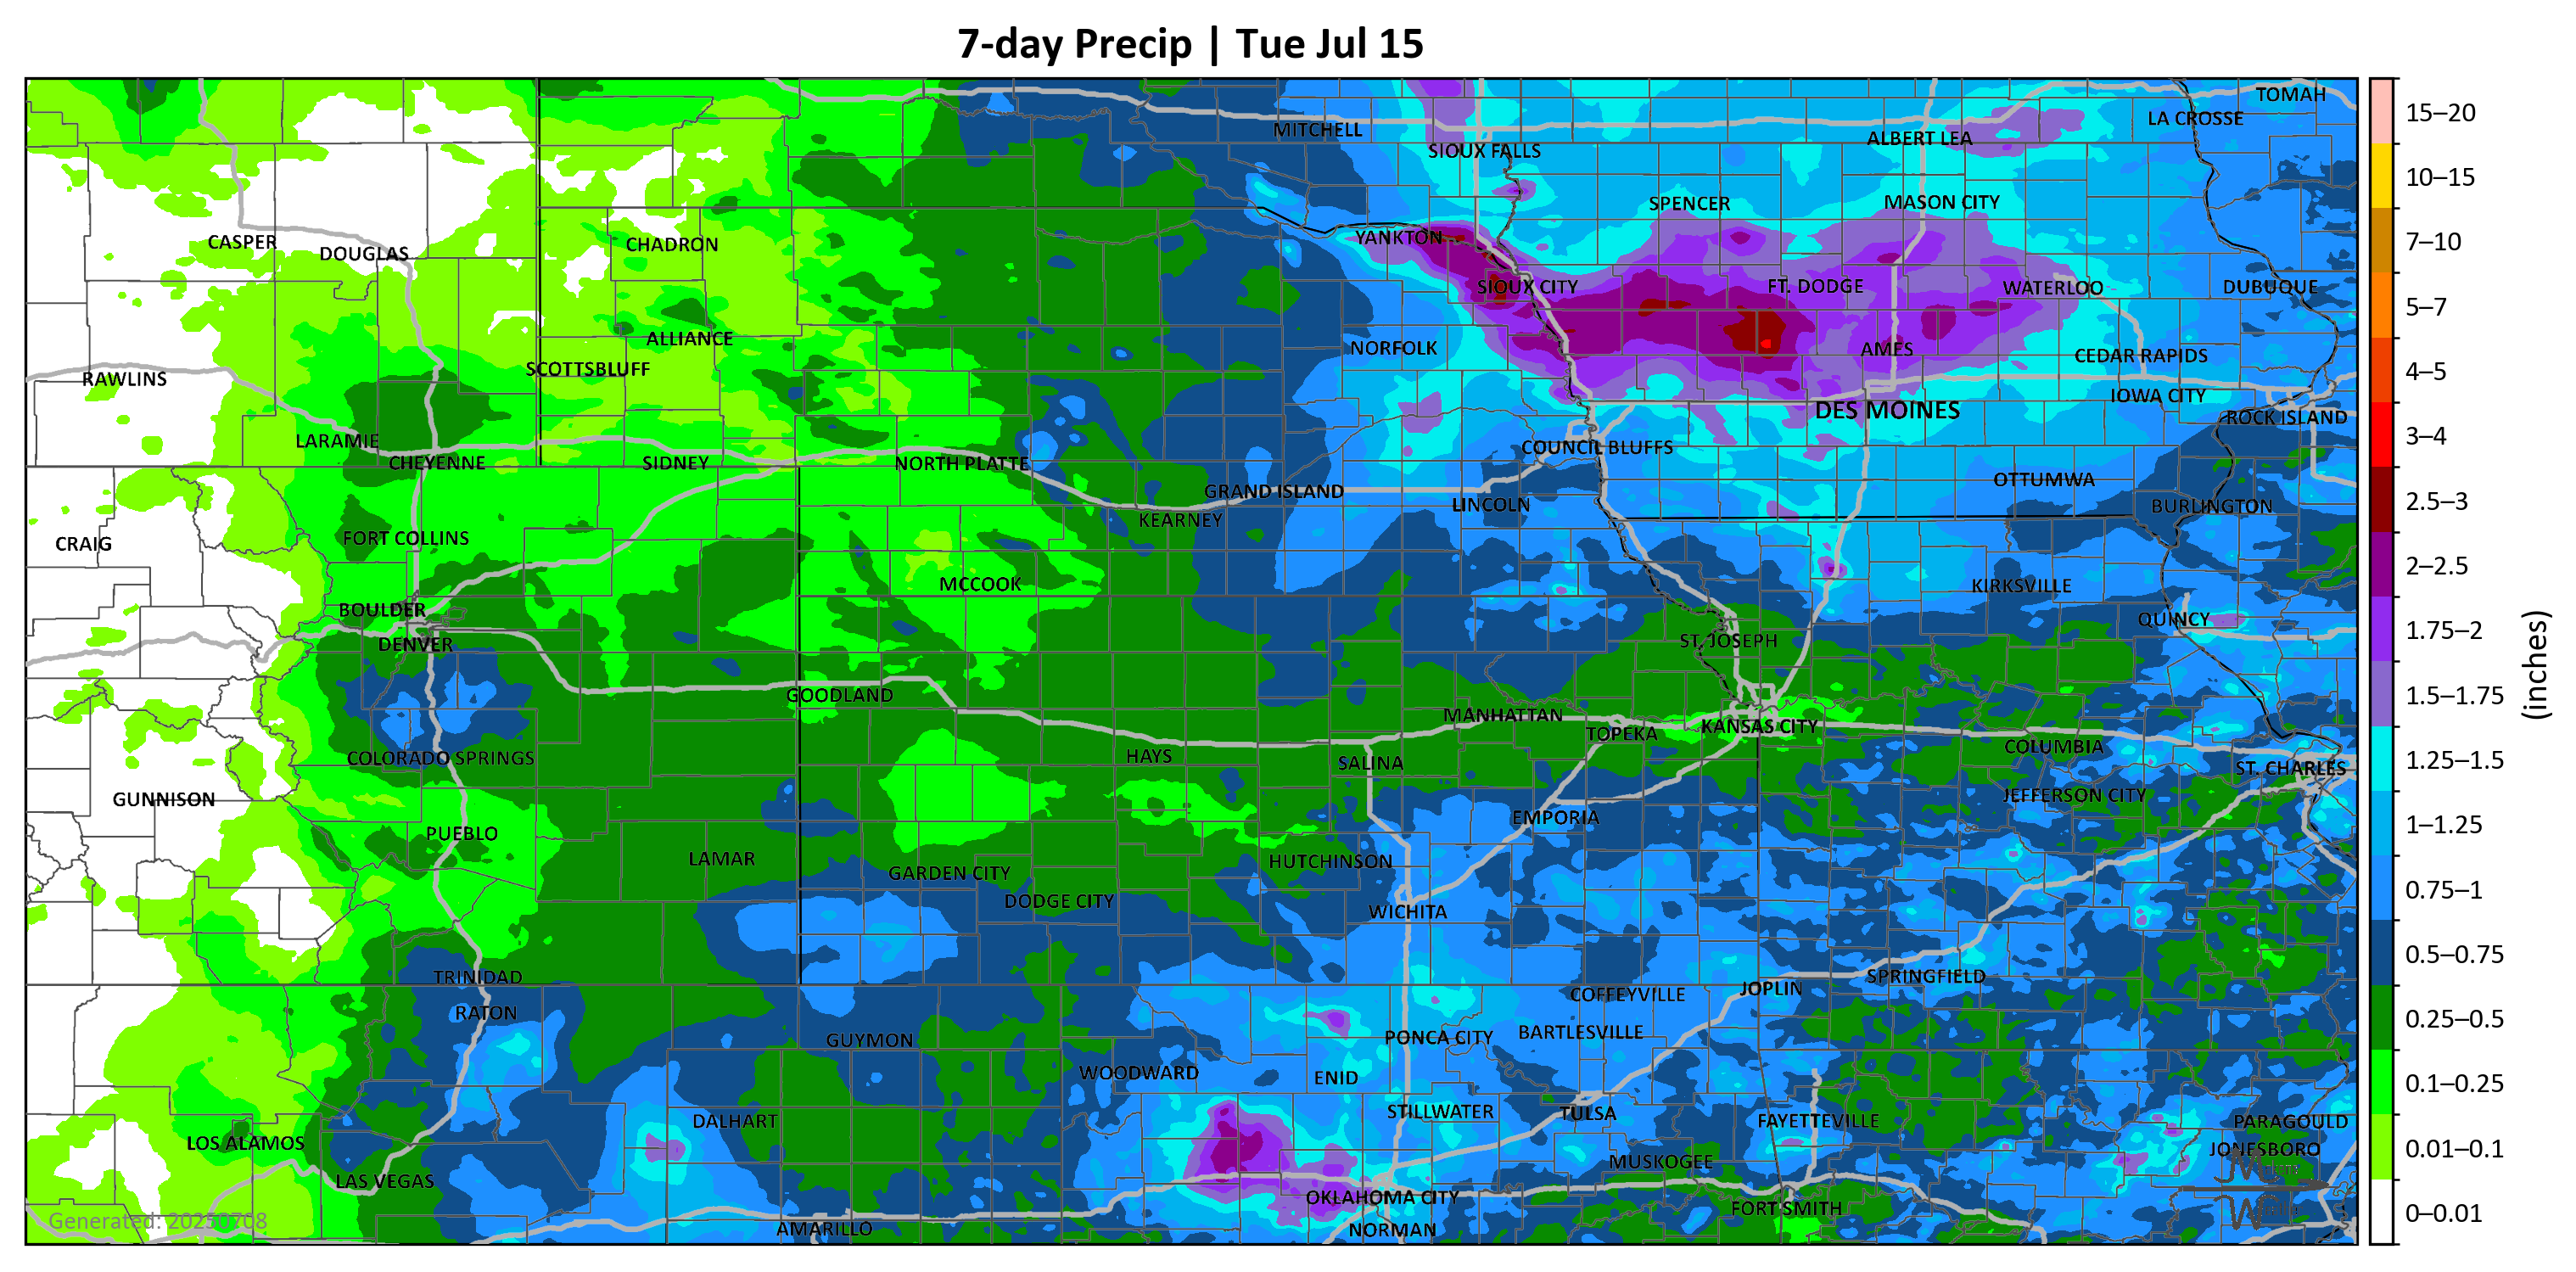 7-day Precip | Tue Jul 15
TOMAH
LA CROSSE
MITCHELL
ALBERT LEA
SIOUX FALLS
SPENCER
MASON CITY
YANKTON
CASPER
CHADRON
DOUGLAS
SIOUX CITY
FT. DODGE
WATERLOO
DUBUQUE
ALLIANCE
NORFOLK
AMES
CEDAR RAPIDS
SCOTTSBLUFF
RAWLINS
IOWA CITY
DES MOINES
ROCK ISLAND
LARAMIE
COUNCIL BLUFFS
CHEYENNE
SIDNEY
NORTH PLATTE
OTTUMWA
GRAND ISLAND
LINCOLN
BURLINGTON
KEARNEY
FORT COLLINS
CRAIG
MCCOOK
KIRKSVILLE
BOULDER
QUINCY
DENVER
ST. JOSEPH
GOODLAND
MANHATTAN
TOPEKA
KANSAS CITY
COLUMBIA
COLORADO SPRINGS
HAYS
SALINA
ST. CHARLES
GUNNISON
JEFFERSON CITY
EMPORIA
PUEBLO
LAMAR
HUTCHINSON
GARDEN CITY
DODGE CITY
WICHITA
TRINIDAD
SPRINGFIELD
JOPLIN
COFFEYVILLE
RATON
BARTLESVILLE
PONCA CITY
GUYMON
WOODWARD
ENID
STILLWATER
TULSA
DALHART
FAYETTEVILLE
PARAGOULD
LOS ALAMOS
JONESBORO
MUSKOGEE
LAS VEGAS
OKLAHOMA CITY
FORT SMITH
AMARILLO
NORMAN
Generated: 20250708
15–20
10–15
7–10
5–7
4–5
3–4
2.5–3
2–2.5
1.75–2
1.5–1.75
1.25–1.5
1–1.25
0.75–1
0.5–0.75
0.25–0.5
0.1–0.25
0.01–0.1
0–0.01
(inches)